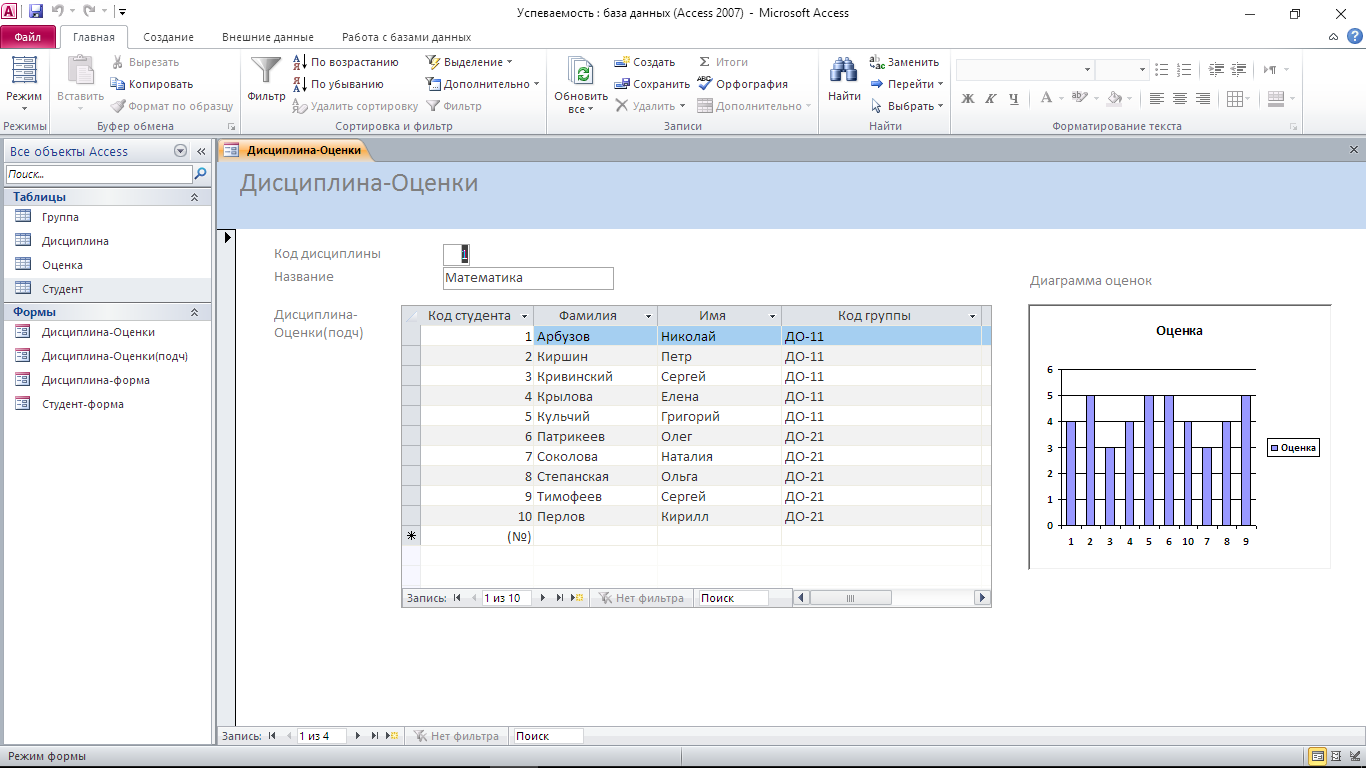 Успеваемость : база данных (Access 2007) - Microsoft Access
Файл Главная Создание Внешние данные Работа с базами данных
Режим
Режимы
Вставить
Вырезать
Копировать
Формат по образцу
Буфер обмена
Фильтр
По возрастанию
По убыванию
Удалить сортировку
Выделение
Дополнительно
Фильтр
Сортировка и фильтр
Обновить
все
Создать
Сохранить
Удалить
Итоги
Орфография
Дополнительно
Записи
Найти
Заменить
Перейти
Выбрать
Найти
Ж К Ч А
Форматирование текста
Все объекты Access
Поиск...
Таблицы
Группа
Дисциплина
Оценка
Студент
Формы
Дисциплина-Оценки
Дисциплина-Оценки(подч)
Дисциплина-форма
Студент-форма
Дисциплина-Оценки
Дисциплина-Оценки
Код дисциплины 1
Название Математика
Дисциплина-
Оценки(подч)
Код студента Фамилия Имя Код группы
1 Арбузов Николай ДО-11
2 Киршин Петр ДО-11
3 Кривинский Сергей ДО-11
4 Крылова Елена ДО-11
5 Кульчий Григорий ДО-11
6 Патрикеев Олег ДО-21
7 Соколова Наталия ДО-21
8 Степанская Ольга ДО-21
9 Тимофеев Сергей ДО-21
10 Перлов Кирилл ДО-21
(№)
Запись: 1 из 10 Нет фильтра Поиск
Диаграмма оценок
Оценка
6
5
4
3
2
1
0
1 2 3 4 5 6 10 7 8 9
Оценка
Запись: 1 из 4 Нет фильтра Поиск
Режим формы